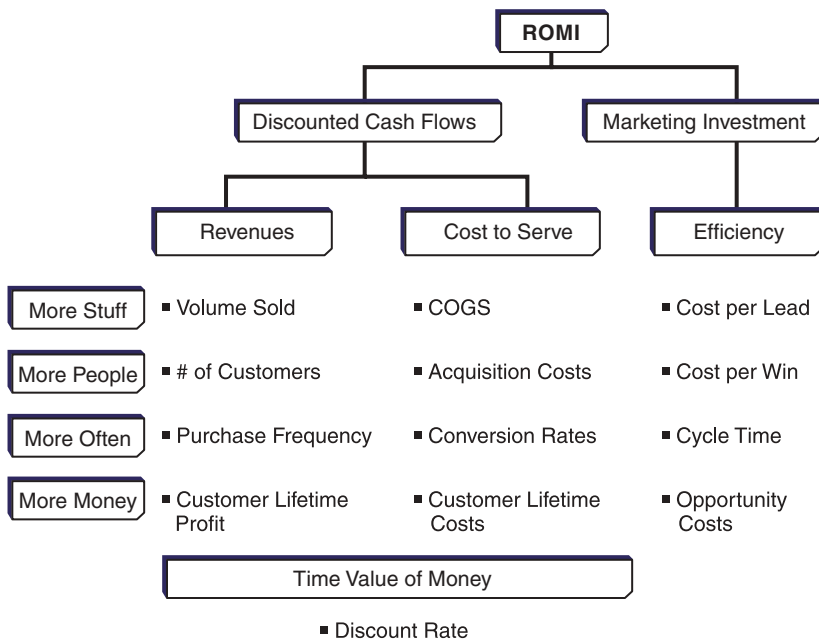 ROMI
Discounted Cash Flows
Marketing Investment
Revenues
Cost to Serve
Efficiency
More Stuff
▪ Volume Sold
▪ COGS
▪ Cost per Lead
More People
▪ # of Customers
▪ Acquisition Costs
▪ Cost per Win
More Often
▪ Purchase Frequency
▪ Conversion Rates
▪ Cycle Time
More Money
▪ Customer Lifetime
Profit
▪ Customer Lifetime
Costs
▪ Opportunity
Costs
Time Value of Money
▪ Discount Rate